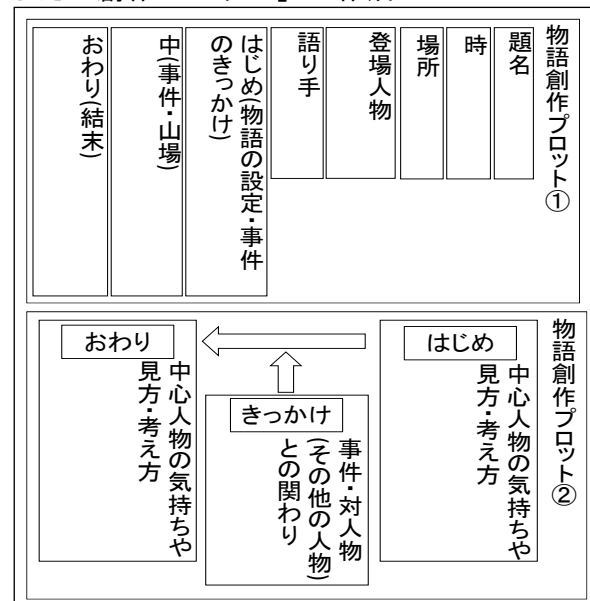 物語創作プロット①
題名
時
場所
登場人物
語り手
はじめ(物語の設定・事件
のきっかけ)
中(事件・山場)
おわり(結末)
物語創作プロット②
はじめ
中心人物の気持ちや
見方・考え方
きっかけ
事件・対人物
(その他の人物)
との関わり
おわり
中心人物の気持ちや
見方・考え方